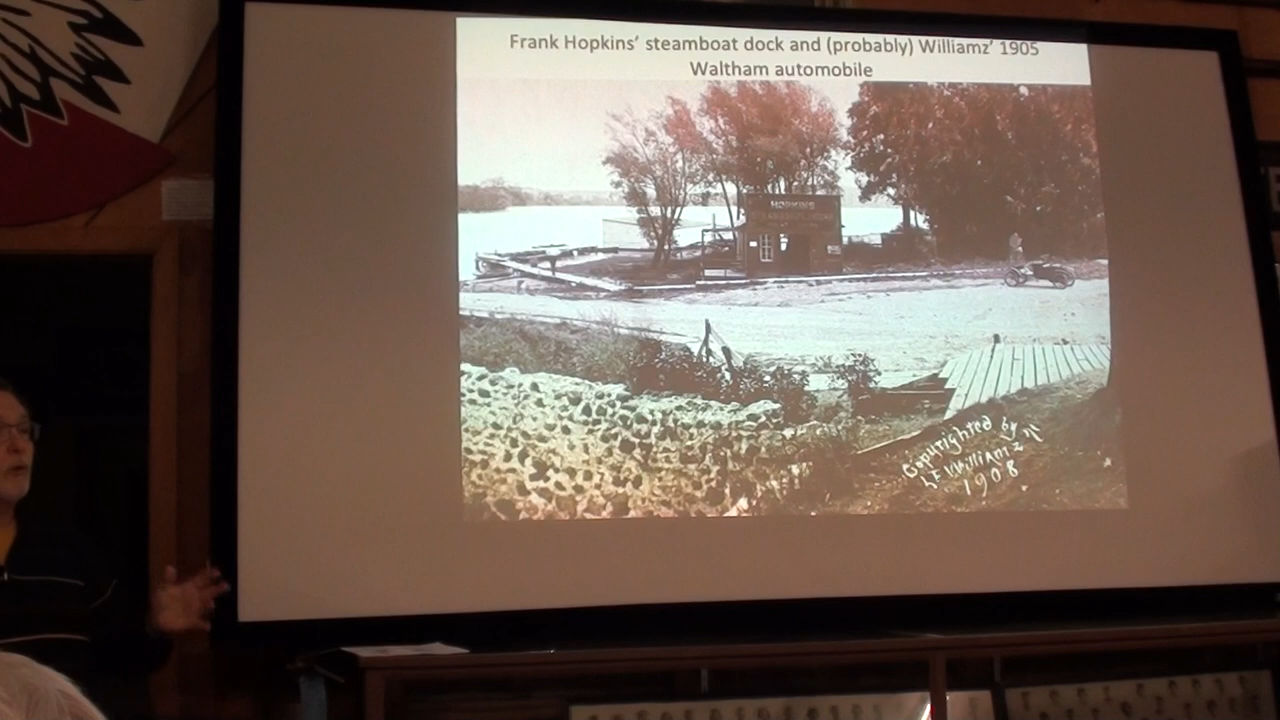 Frank Hopkins' steamboat dock and (probably) Williamz' 1905
Waltham automobile
HOPKINS
Copyrighted by
Williamz
1908